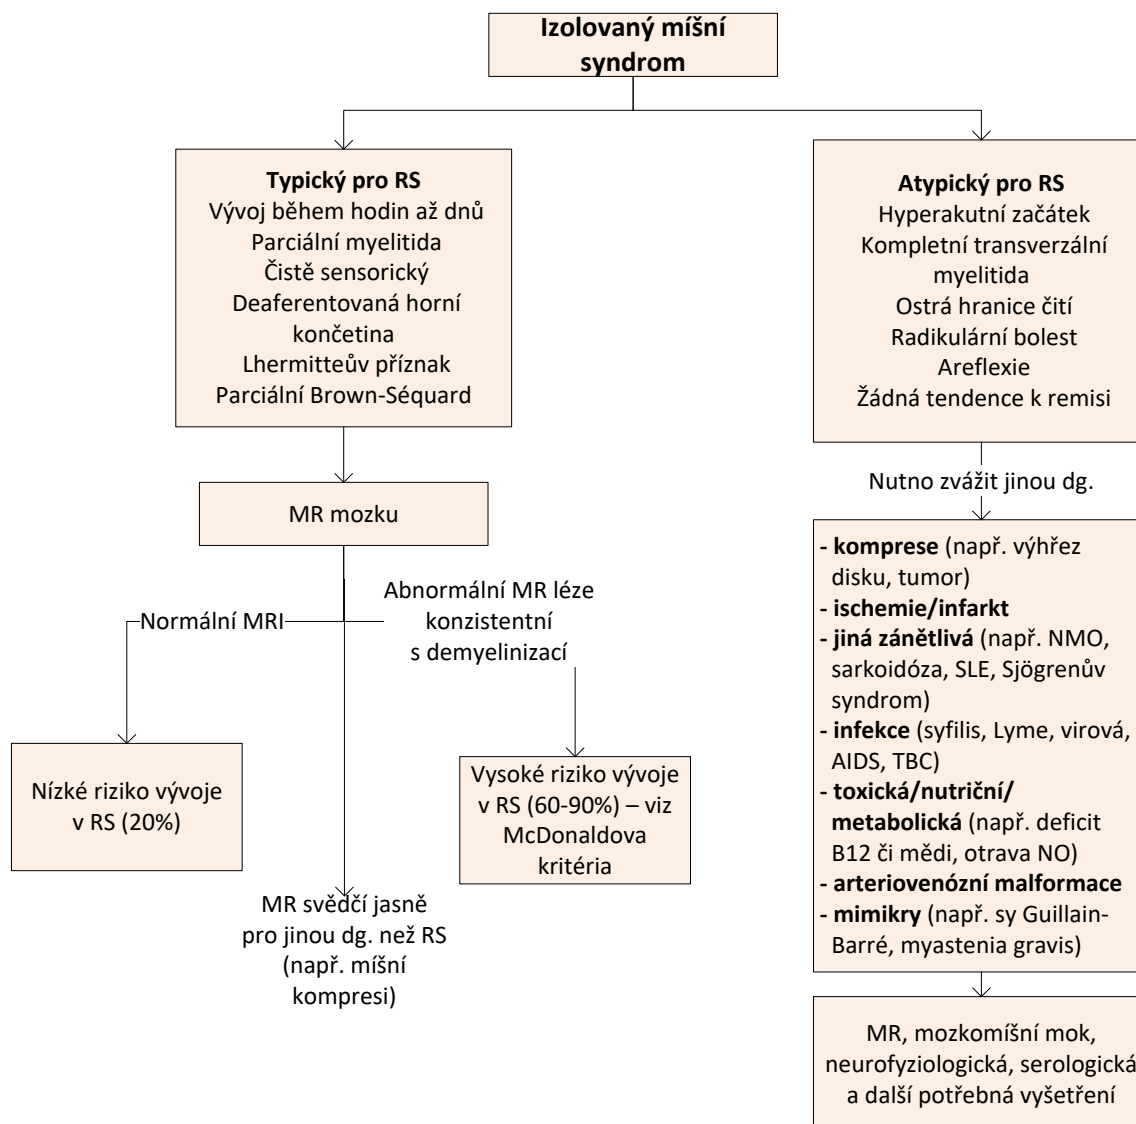 Izolovaný míšní
syndrom
Typický pro RS
Vývoj během hodin až dnů
Parciální myelitida
Čistě sensorický
Deaferentovaná horní
končetina
Lhermitteův příznak
Parciální Brown-Séquard
Atypický pro RS
Hyperakutní začátek
Kompletní transverzální
myelitida
Ostrá hranice čití
Radikulární bolest
Areflexie
Žádná tendence k remisi
MR mozku
Nutno zvážit jinou dg.
Normální MRI
Abnormální MR léze
konzistentní
s demyelinizací
Nízké riziko vývoje
v RS (20%)
Vysoké riziko vývoje
v RS (60-90%) – viz
McDonaldova
kritéria
MR svědčí jasně
pro jinou dg. než RS
(např. míšní
kompresi)
- komprese (např. výhřez
disku, tumor)
- ischemie/infarkt
- jiná zánětlivá (např. NMO,
sarkoidóza, SLE, Sjögrenův
syndrom)
- infekce (syfilis, Lyme, virová,
AIDS, TBC)
- toxická/nutriční/
metabolická (např. deficit
B12 či mědi, otrava NO)
- arteriovenózní malformace
- mimikry (např. sy Guillain-
Barré, myastenia gravis)
MR, mozkomíšní mok,
neurofyziologická, serologická
a další potřebná vyšetření